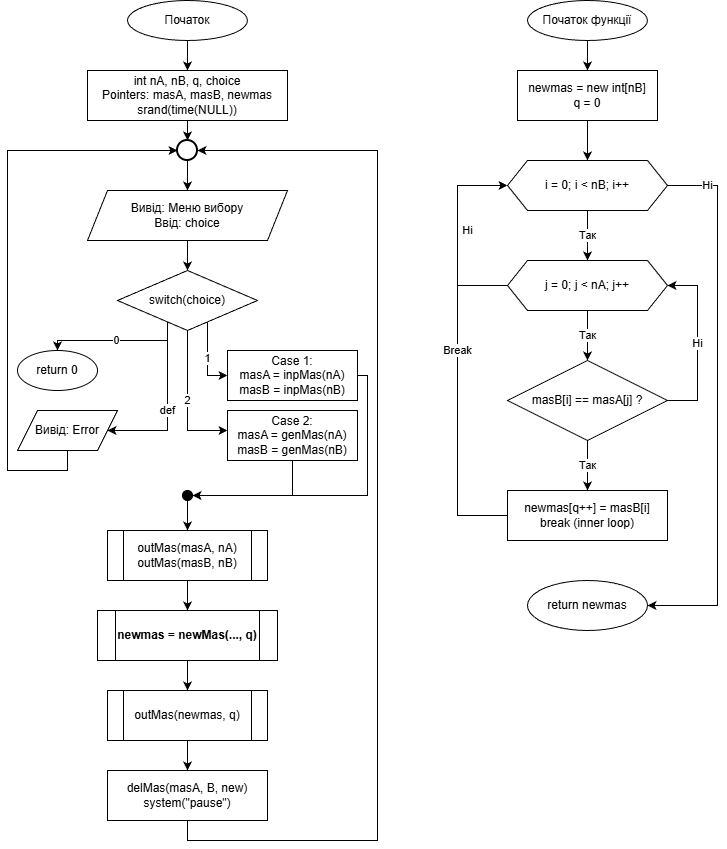 Початок
int nA, nB, q, choice
Pointers: masA, masB, newmas
srand(time(NULL))
Вивід: Меню вибору
Ввід: choice
switch(choice)
0
return 0
1
Case 1:
masA = inpMas(nA)
masB = inpMas(nB)
def
2
Case 2:
masA = genMas(nA)
masB = genMas(nB)
Вивід: Error
outMas(masA, nA)
outMas(masB, nB)
newmas = newMas(..., q)
outMas(newmas, q)
delMas(masA, B, new)
system("pause")
Початок функції
newmas = new int[nB]
q = 0
i = 0; i < nB; i++
Ні
Так
Ні
j = 0; j < nA; j++
Так
Ні
Break
masB[i] == masA[j] ?
Так
newmas[q++] = masB[i]
break (inner loop)
return newmas